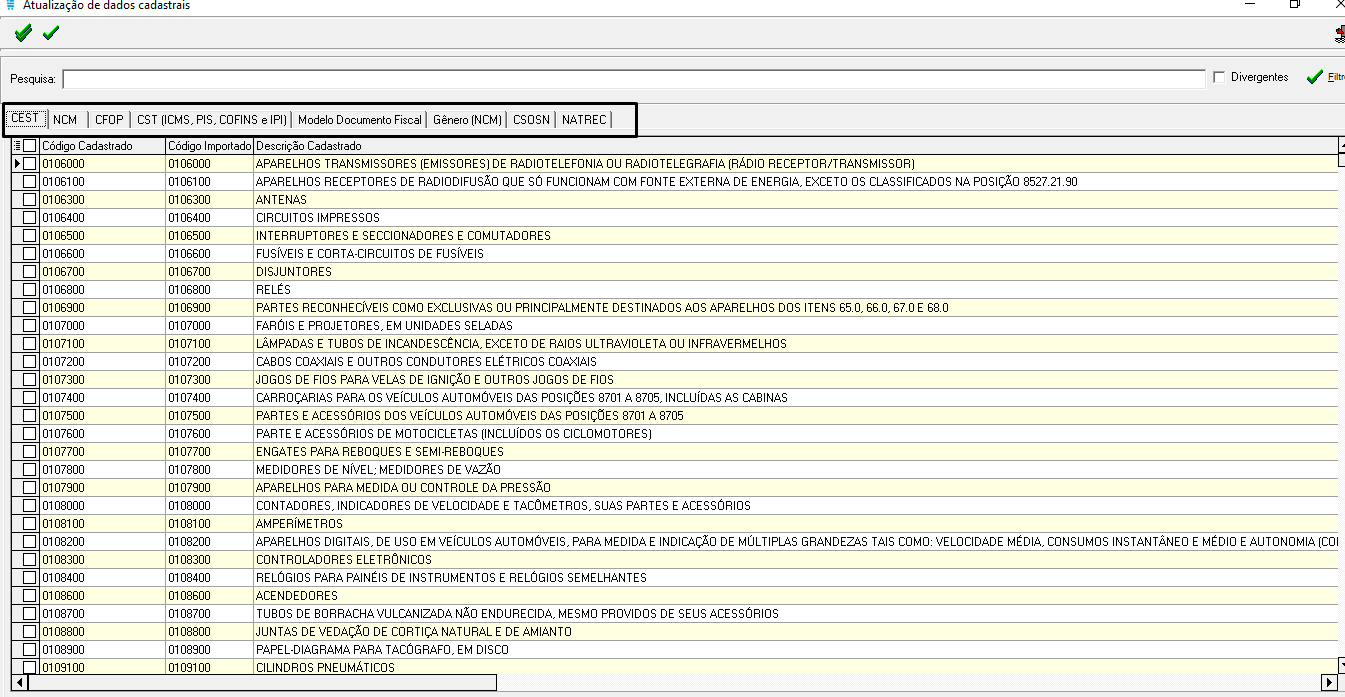 Atualização de dados cadastrais
Pesquisa: Divergentes Filtr
CEST NCM CFOP CST (ICMS, PIS, COFINS e IPI) Modelo Documento Fiscal Gênero (NCM) CSOSN NATREC
Código Cadastrado Código Importado Descrição Cadastrado
0106000 0106000 APARELHOS TRANSMISSORES (EMISSORES) DE RADIOTELEFONIA OU RADIOTELEGRAFIA (RÁDIO RECEPTOR/TRANSMISSOR)
0106100 0106100 APARELHOS RECEPTORES DE RADIODIFUSÃO QUE SÓ FUNCIONAM COM FONTE EXTERNA DE ENERGIA, EXCETO OS CLASSIFICADOS NA POSIÇÃO 8527.21.90
0106300 0106300 ANTENAS
0106400 0106400 CIRCUITOS IMPRESSOS
0106500 0106500 INTERRUPTORES E SECCIONADORES E COMUTADORES
0106600 0106600 FUSÍVEIS E CORTA-CIRCUITOS DE FUSÍVEIS
0106700 0106700 DISJUNTORES
0106800 0106800 RELÉS
0106900 0106900 PARTES RECONHECÍVEIS COMO EXCLUSIVAS OU PRINCIPALMENTE DESTINADOS AOS APARELHOS DOS ITENS 65.0, 66.0, 67.0 E 68.0
0107000 0107000 FARÓIS E PROJETORES, EM UNIDADES SELADAS
0107100 0107100 LÂMPADAS E TUBOS DE INCANDESCÊNCIA, EXCETO DE RAIOS ULTRAVIOLETA OU INFRAVERMELHOS
0107200 0107200 CABOS COAXIAIS E OUTROS CONDUTORES ELÉTRICOS COAXIAIS
0107300 0107300 JOGOS DE FIOS PARA VELAS DE IGNIÇÃO E OUTROS JOGOS DE FIOS
0107400 0107400 CARROÇARIAS PARA OS VEÍCULOS AUTOMÓVEIS DAS POSIÇÕES 8701 A 8705, INCLUÍDAS AS CABINAS
0107500 0107500 PARTES E ACESSÓRIOS DOS VEÍCULOS AUTOMÓVEIS DAS POSIÇÕES 8701 A 8705
0107600 0107600 PARTE E ACESSÓRIOS DE MOTOCICLETAS (INCLUÍDOS OS CICLOMOTORES)
0107700 0107700 ENGATES PARA REBOQUES E SEMI-REBOQUES
0107800 0107800 MEDIDORES DE NÍVEL; MEDIDORES DE VAZÃO
0107900 0107900 APARELHOS PARA MEDIDA OU CONTROLE DA PRESSÃO
0108000 0108000 CONTADORES, INDICADORES DE VELOCIDADE E TACÔMETROS, SUAS PARTES E ACESSÓRIOS
0108100 0108100 AMPERÍMETROS
0108200 0108200 APARELHOS DIGITAIS, DE USO EM VEÍCULOS AUTOMÓVEIS, PARA MEDIDA E INDICAÇÃO DE MÚLTIPLAS GRANDEZAS TAIS COMO: VELOCIDADE MÉDIA, CONSUMOS INSTANTÂNEO E MÉDIO E AUTONOMIA (CO
0108300 0108300 CONTROLADORES ELETRÔNICOS
0108400 0108400 RELÓGIOS PARA PAINÉIS DE INSTRUMENTOS E RELÓGIOS SEMELHANTES
0108600 0108600 ACENDEDORES
0108700 0108700 TUBOS DE BORRACHA VULCANIZADA NÃO ENDURECIDA, MESMO PROVIDOS DE SEUS ACESSÓRIOS
0108800 0108800 JUNTAS DE VEDAÇÃO DE CORTIÇA NATURAL E DE AMIANTO
0108900 0108900 PAPEL-DIAGRAMA PARA TACÓGRAFO, EM DISCO
0109100 0109100 CILINDROS PNEUMÁTICOS